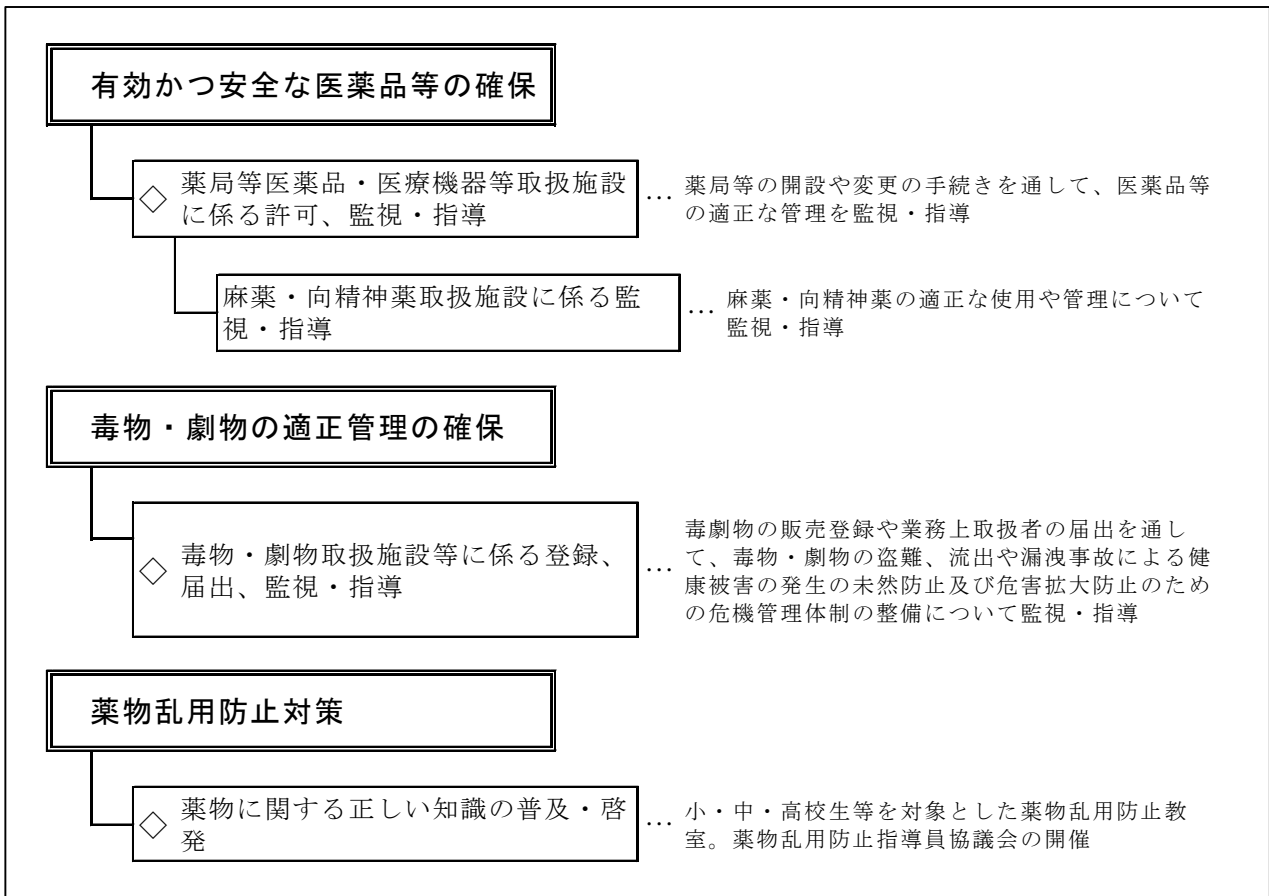 有効かつ安全な医薬品等の確保
◇ 薬局等医薬品・医療機器等取扱施設
に係る許可、監視・指導
… 薬局等の開設や変更の手続きを通して、医薬品等
の適正な管理を監視・指導
麻薬・向精神薬取扱施設に係る監
視・指導
… 麻薬・向精神薬の適正な使用や管理について
監視・指導
毒物・劇物の適正管理の確保
◇ 毒物・劇物取扱施設等に係る登録、
届出、監視・指導
… 毒劇物の販売登録や業務上取扱者の届出を通し
て、毒物・劇物の盗難、流出や漏洩事故による健
康被害の発生の未然防止及び危害拡大防止のため
の危機管理体制の整備について監視・指導
薬物乱用防止対策
◇ 薬物に関する正しい知識の普及・啓
発
… 小・中・高校生等を対象とした薬物乱用防止教
室。薬物乱用防止指導員協議会の開催